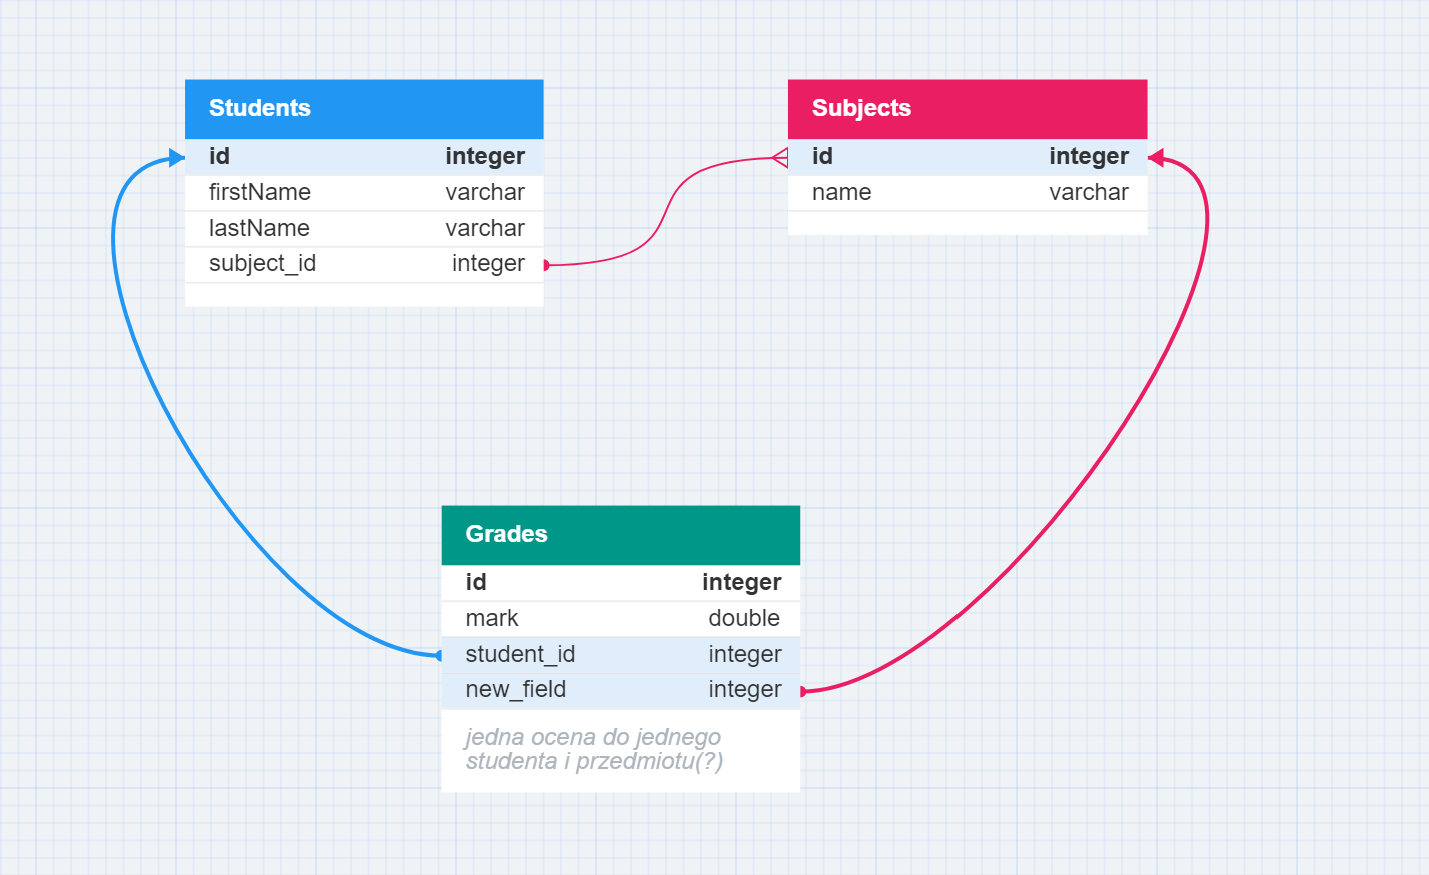 Students
id integer
firstName varchar
lastName varchar
subject_id integer
Subjects
id integer
name varchar
Grades
id integer
mark double
student_id integer
new_field integer
jedna ocena do jednego
studenta i przedmiotu(?)